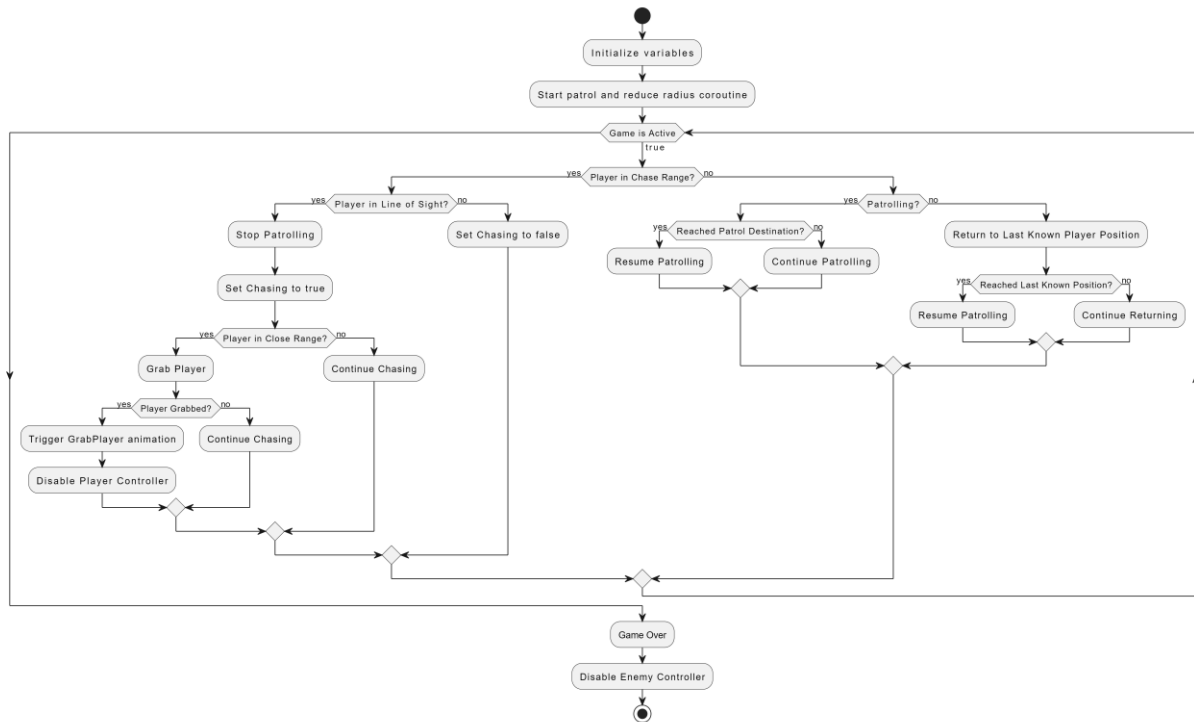 Initialize variables
Start patrol and reduce radius coroutine
Game is Active
true
yes
Player in Chase Range?
no
yes
Player in Line of Sight?
no
yes
Patrolling?
no
Stop Patrolling
Set Chasing to false
yes
Reached Patrol Destination?
no
Return to Last Known Player Position
Resume Patrolling
Continue Patrolling
Set Chasing to true
yes
Reached Last Known Position?
no
Resume Patrolling
Continue Returning
yes
Player in Close Range?
no
Grab Player
Continue Chasing
yes
Player Grabbed?
no
Trigger GrabPlayer animation
Continue Chasing
Disable Player Controller
Game Over
Disable Enemy Controller